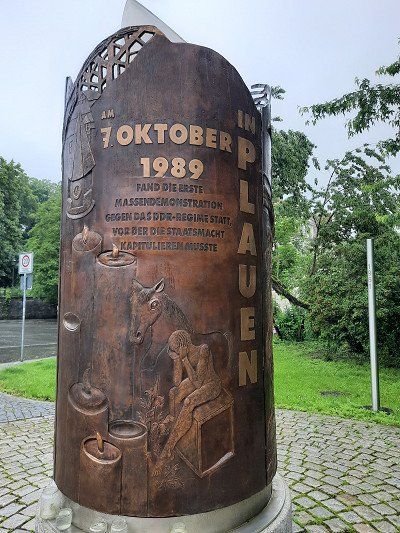 AM
7. OKTOBER
1989
FAND DIE ERSTE
MASSENDEMONSTRATION
GEGEN DAS DDR-REGIME STATT,
VOR DER DIE STAATSMACHT
KAPITULIEREN MUSSTE
IN PLAUEN